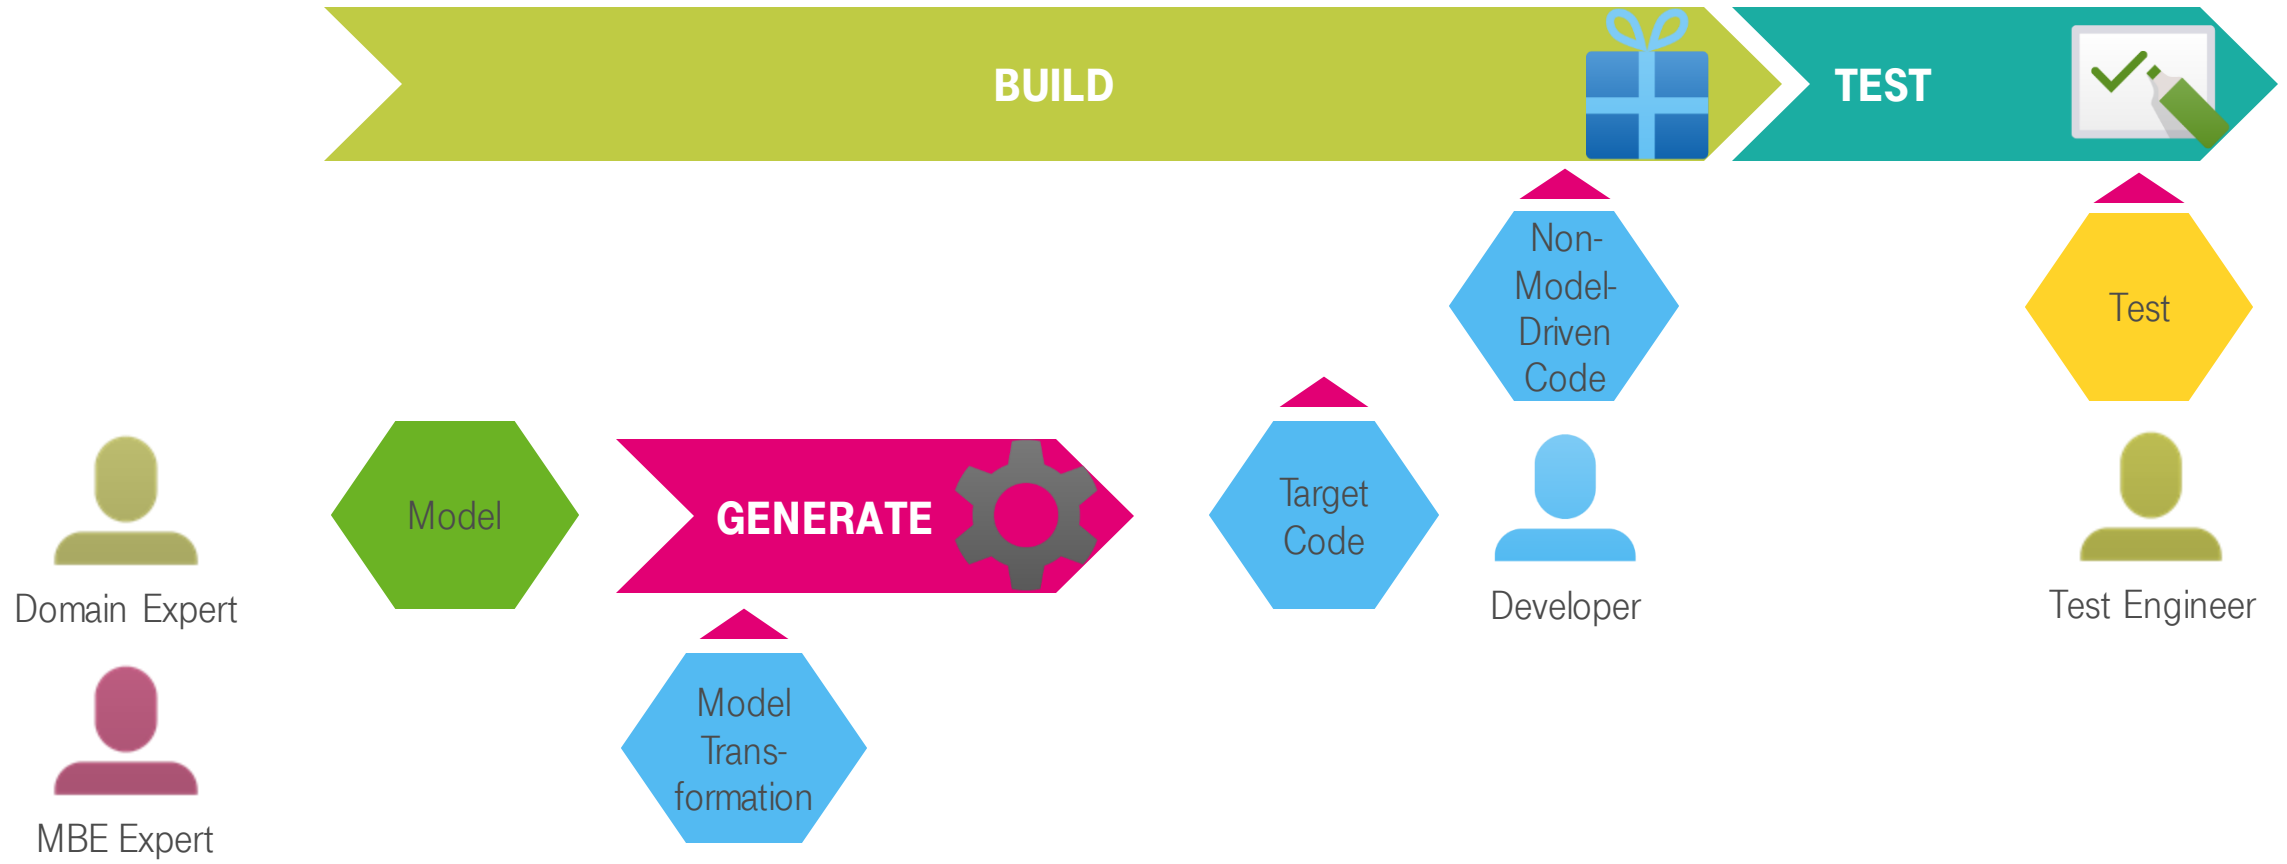 BUILD
TEST
Non-
Model-
Driven
Code
Test
Model
GENERATE
Target
Code
Domain Expert
Developer
Test Engineer
Model
Trans-
formation
MBE Expert